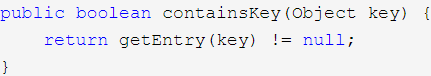 public boolean containsKey(Object key) {
    return getEntry(key) != null;
}